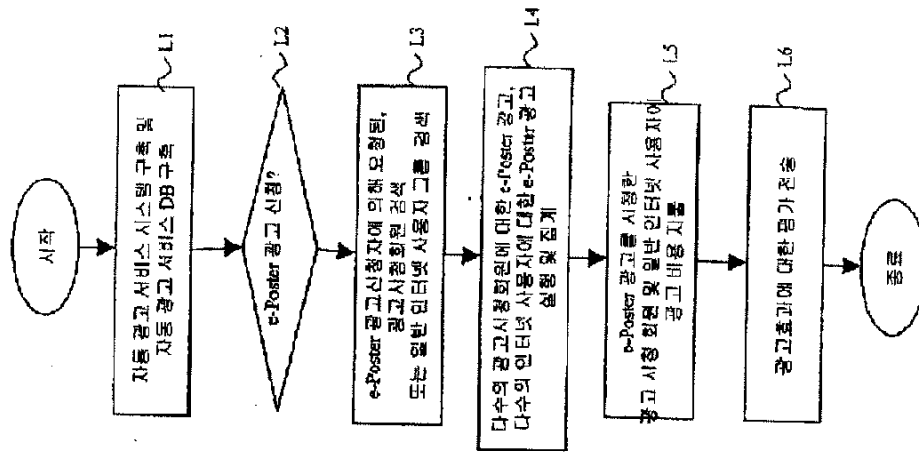 시작
자동 광고 서비스 시스템 구축 및
자동 광고 서비스 DB 구축
L1
e-Poster 광고 신청?
L2
e-Poster 광고신청자에 의해 요청된,
광고시청회원 검색
또는 일반 인터넷 사용자 그룹 검색
L3
다수의 광고시청회원에 대한 e-Poster 광고,
다수의 인터넷 사용자에 대한 e-Poster 광고
실행 및 집계
L4
e-Poster 광고를 시청한
광고 시청 회원 및 일반 인터넷 사용자에
광고 비용 지불
L5
광고효과에 대한 평가 전송
L6
종료